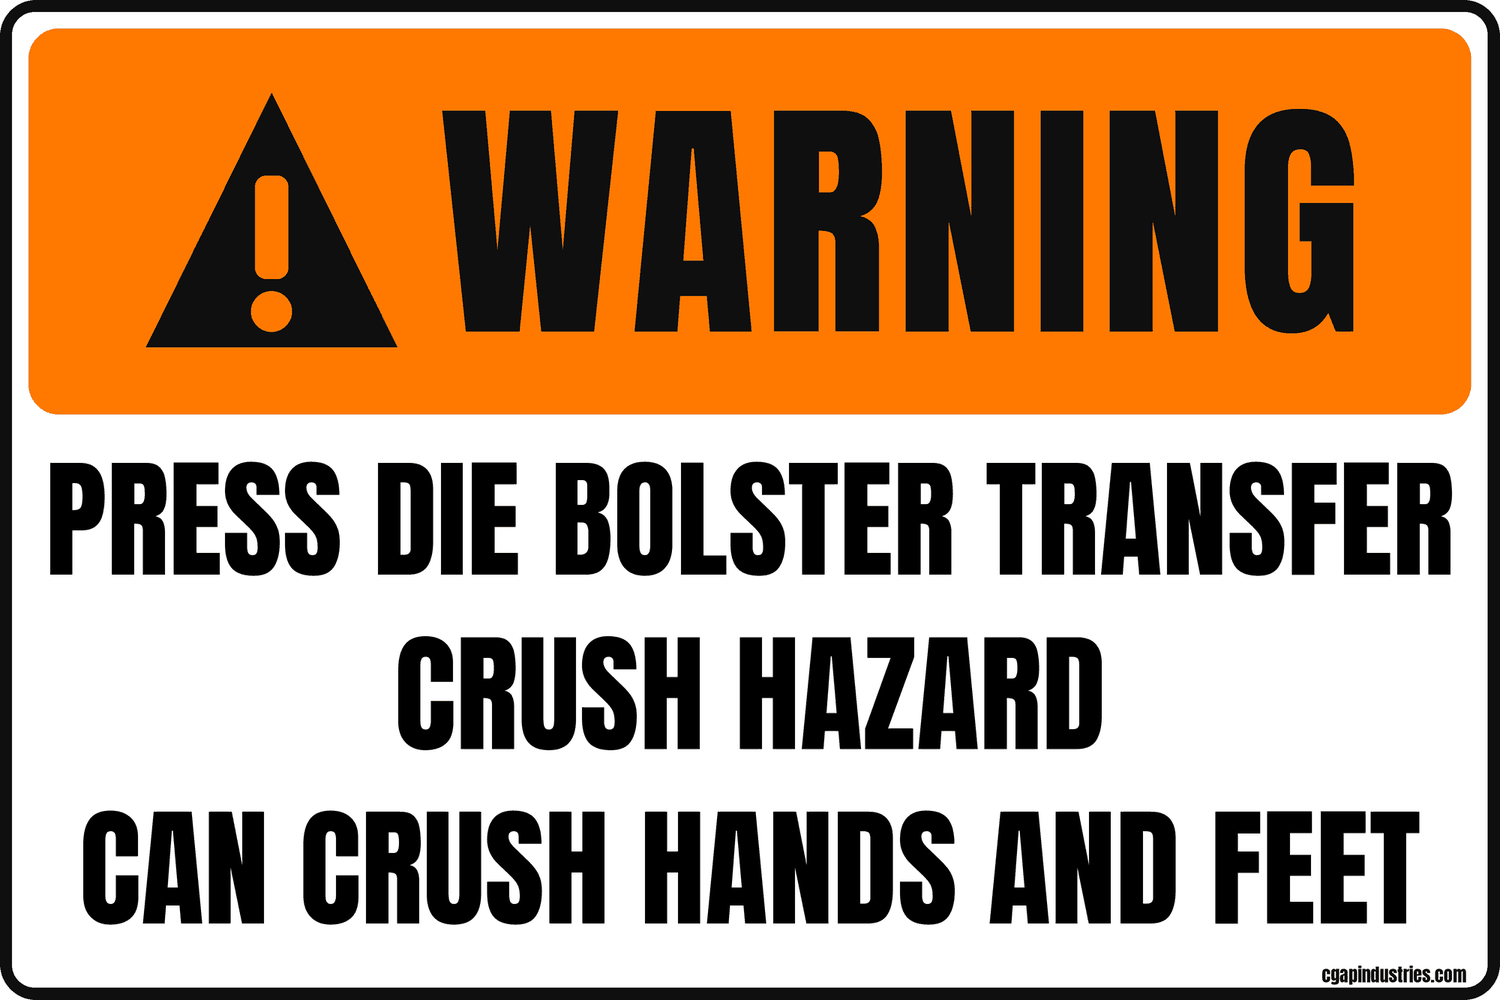 WARNING
PRESS DIE BOLSTER TRANSFER
CRUSH HAZARD
CAN CRUSH HANDS AND FEET
cgapindustries.com